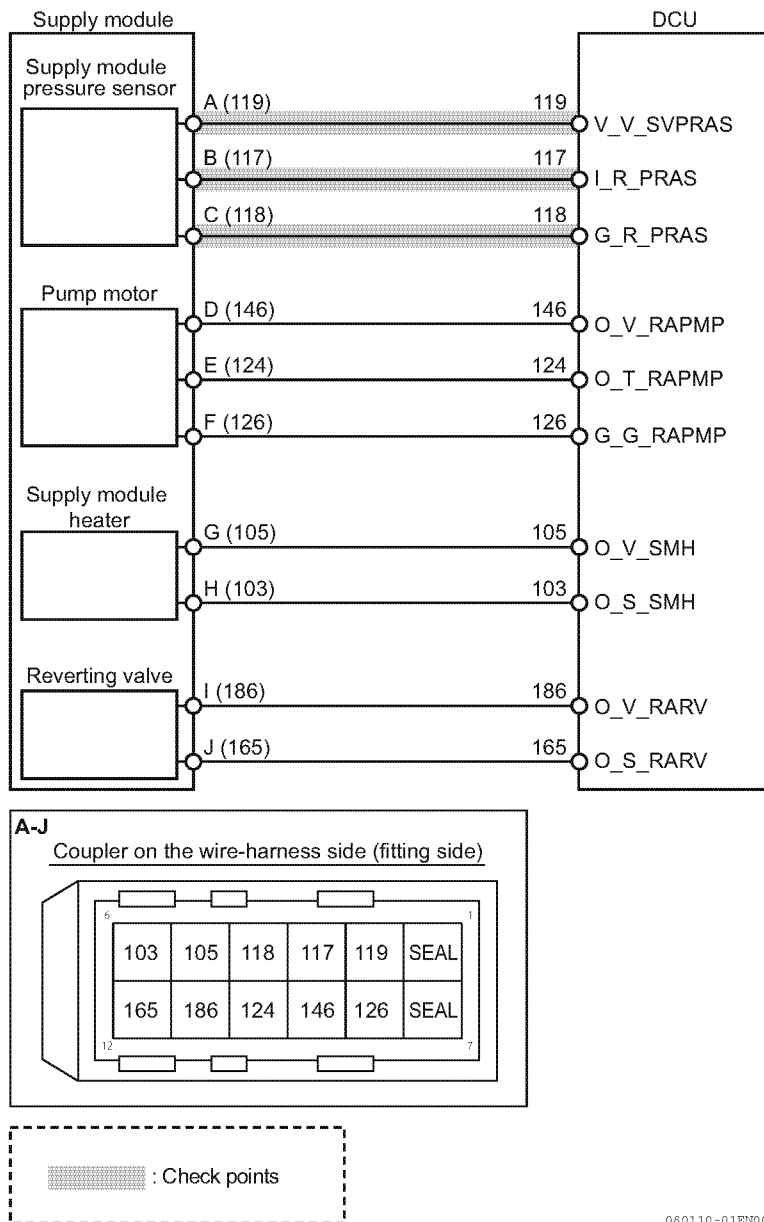 Supply module DCU
Supply module
pressure sensor
A (119) 119 V_V_SVPRAS
B (117) 117 I_R_PRAS
C (118) 118 G_R_PRAS
Pump motor
D (146) 146 O_V_RAPMP
E (124) 124 O_T_RAPMP
F (126) 126 G_G_RAPMP
Supply module
heater
G (105) 105 O_V_SMH
H (103) 103 O_S_SMH
Reverting valve
I (186) 186 O_V_RARV
J (165) 165 O_S_RARV
A-J
Coupler on the wire-harness side (fitting side)
6 1
103 105 118 117 119 SEAL
165 186 124 146 126 SEAL
12 7
: Check points